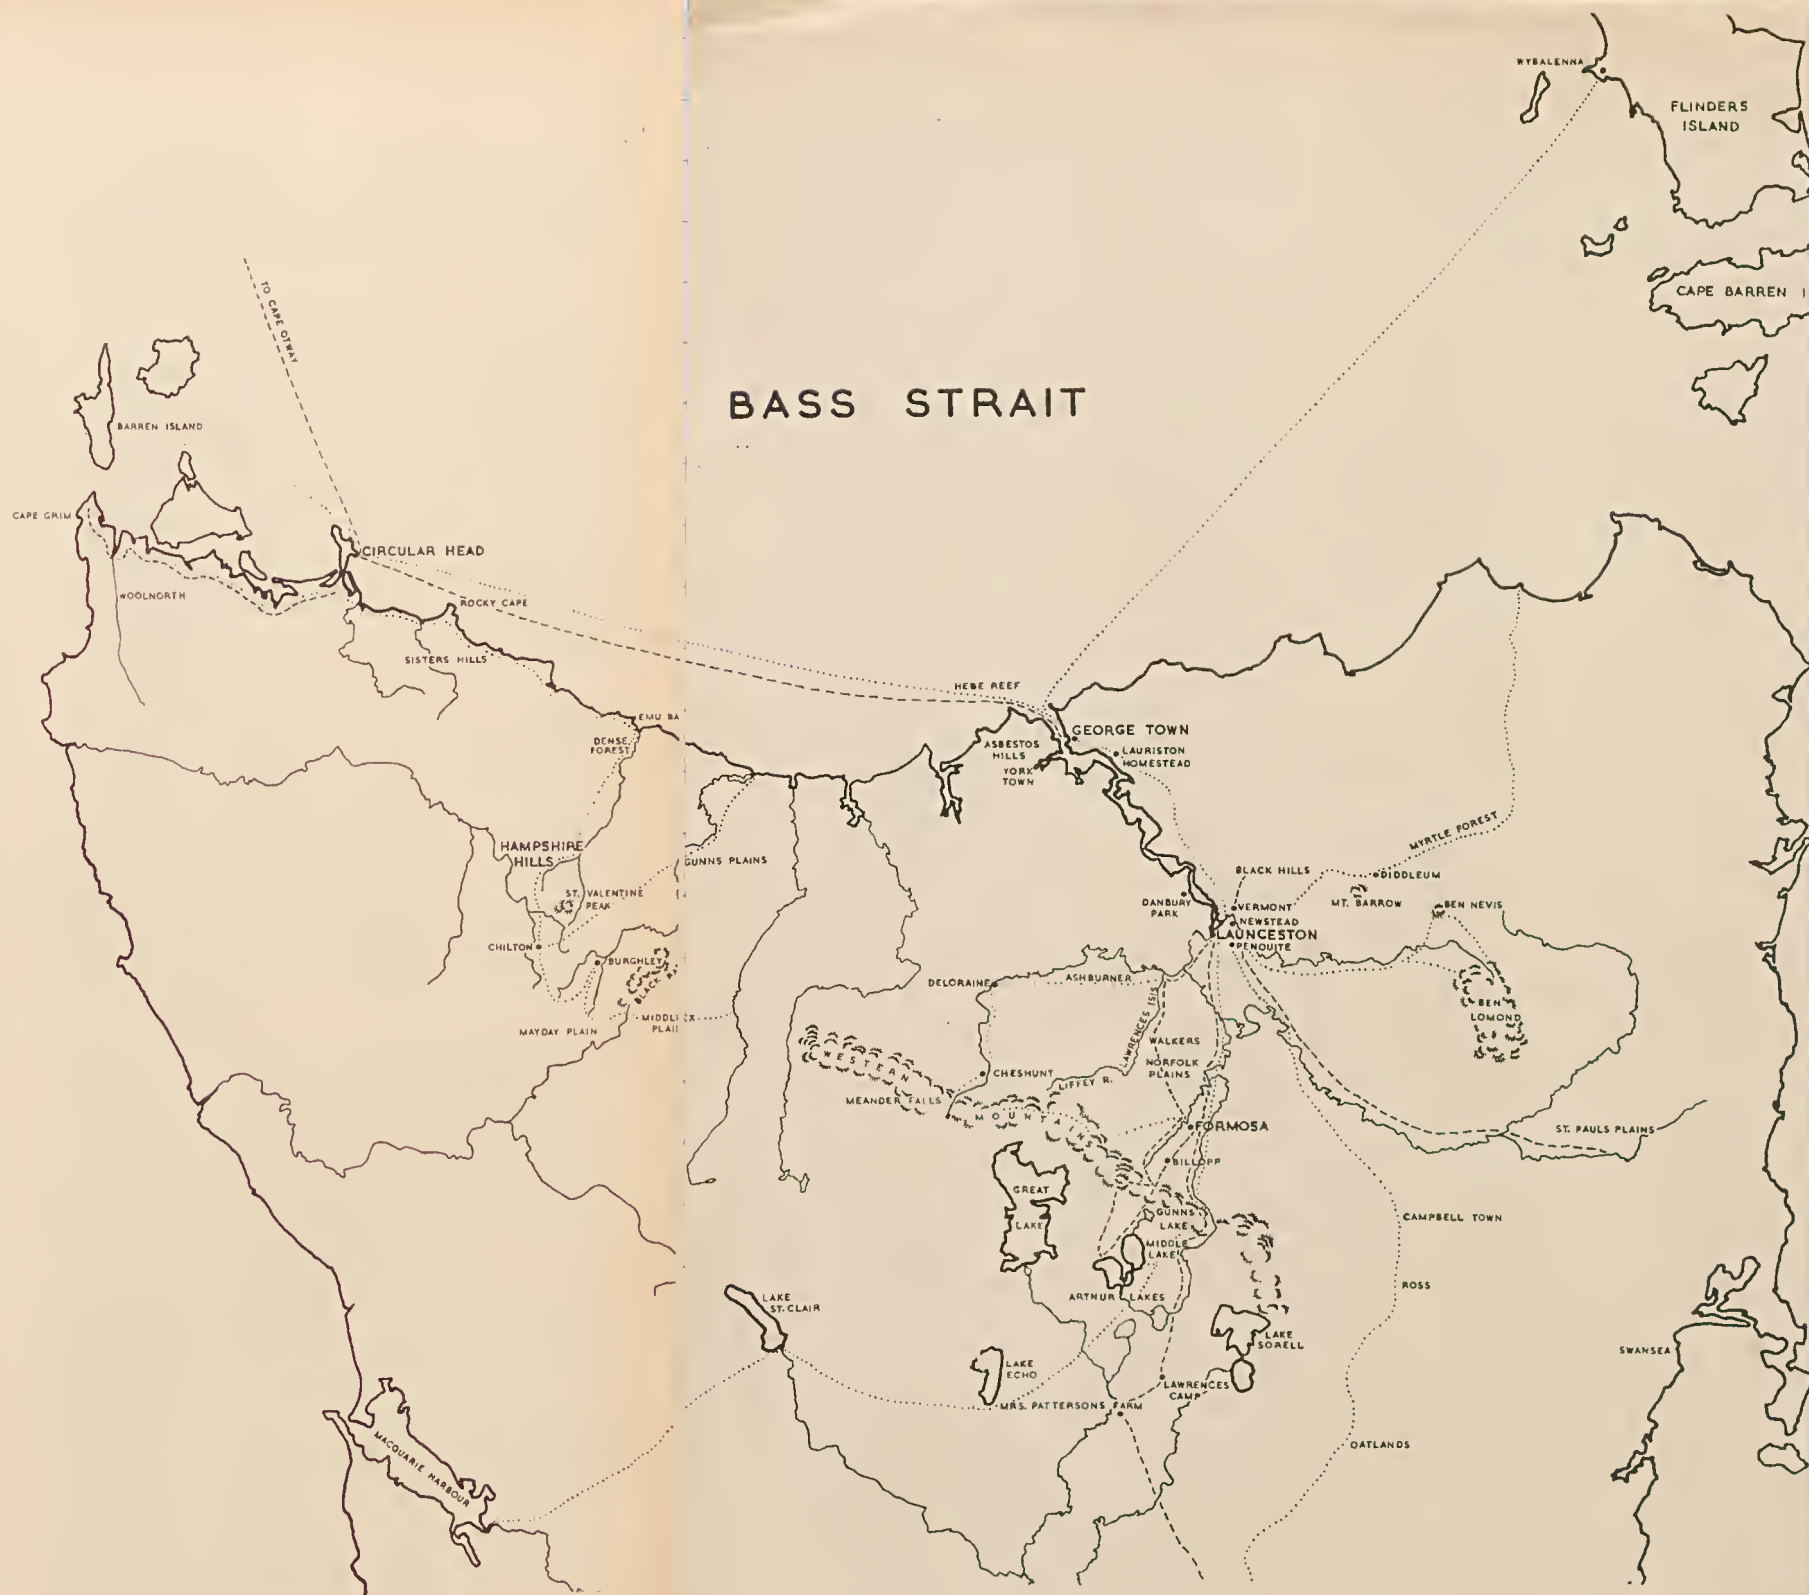 WYBALENNA
FLINDERS
ISLAND
CAPE BARREN I
TO CAPE OTWAY
BASS STRAIT
BARREN ISLAND
CAPE GRIM
CIRCULAR HEAD
WOOLNORTH
ROCKY CAPE
SISTERS HILLS
HEBE REEF
EMU BA
DENSE
FOREST
GEORGE TOWN
ASBESTOS
HILLS
LAURISTON
HOMESTEAD
YORK
TOWN
MYRTLE FOREST
HAMPSHIRE
HILLS
GUNNS PLAINS
BLACK HILLS
DIDDLEUM
ST. VALENTINE
PEAK
DANBURY
PARK
VERMONT
MT. BARROW
BEN NEVIS
NEWSTEAD
LAUNCESTON
PENQUITE
CHILTON
BURGHLEY
BLACK
DELORAINE
ASHBURNER
LAWRENCES ISIS
BEN
LOMOND
MAYDAY PLAIN
WALKERS
NORFOLK
PLAINS
WESTERN
MOUNTAINS
CHESHUNT
LIFFEY R.
MEANDER FALLS
FORMOSA
ST. PAULS PLAINS
BILLOPP
GREAT
LAKE
GUNNS
LAKE
CAMPBELL TOWN
MIDDLE
LAKE
ROSS
ARTHUR LAKES
LAKE
ST. CLAIR
LAKE
SORELL
SWANSEA
LAKE
ECHO
LAWRENCES
CAMP
MRS. PATTERSONS FARM
MACQUARIE HARBOUR
OATLANDS